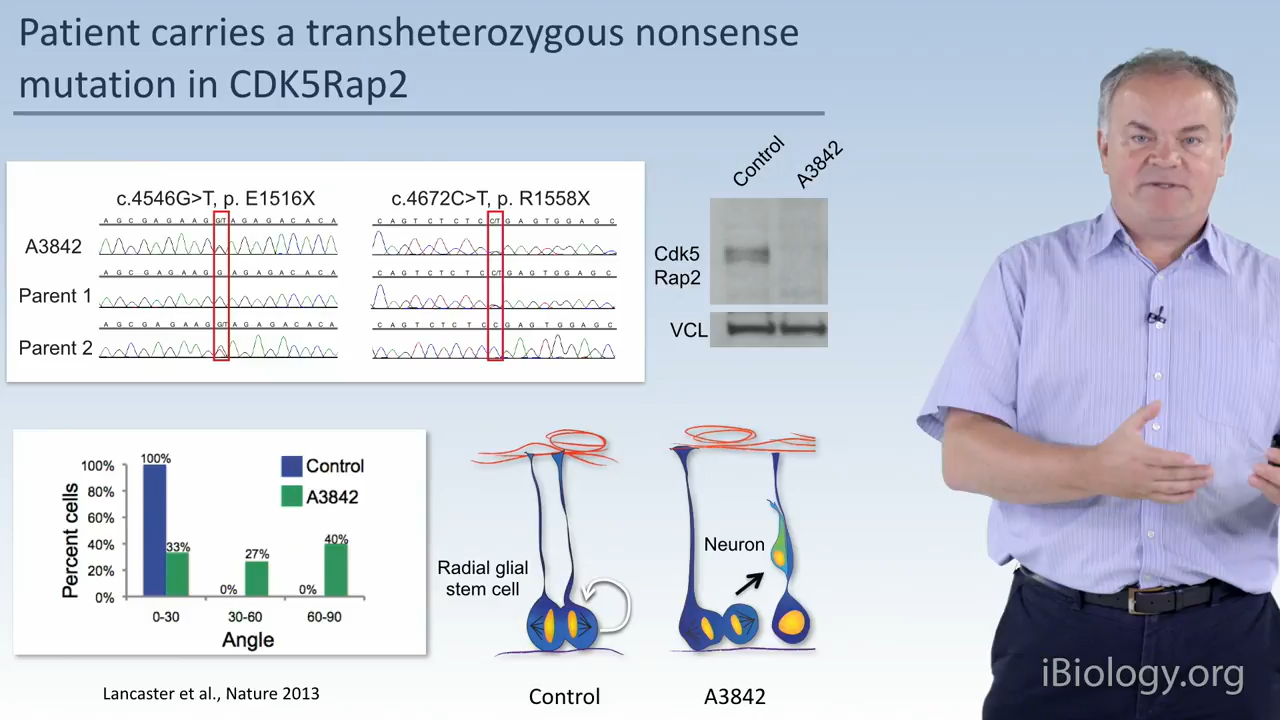 Patient carries a transheterozygous nonsense
mutation in CDK5Rap2
c.4546G>T, p. E1516X
c.4672C>T, p. R1558X
A G C G A G A A G G/T A G A G A C A C A
C A G T C T C T C C/T G A G T G G A G C
A3842
A G C G A G A A G G A G A G A C A C A
C A G T C T C T C C/T G A G T G G A G C
Parent 1
A G C G A G A A G G/T A G A G A C A C A
C A G T C T C T C C G A G T G G A G C
Parent 2
Control
A3842
Cdk5
Rap2
VCL
Percent cells
100%
80%
60%
40%
20%
0%
100%
33%
0%
27%
0%
40%
Control
A3842
0-30
30-60
60-90
Angle
Radial glial
stem cell
Neuron
Lancaster et al., Nature 2013
Control
A3842
iBiology.org